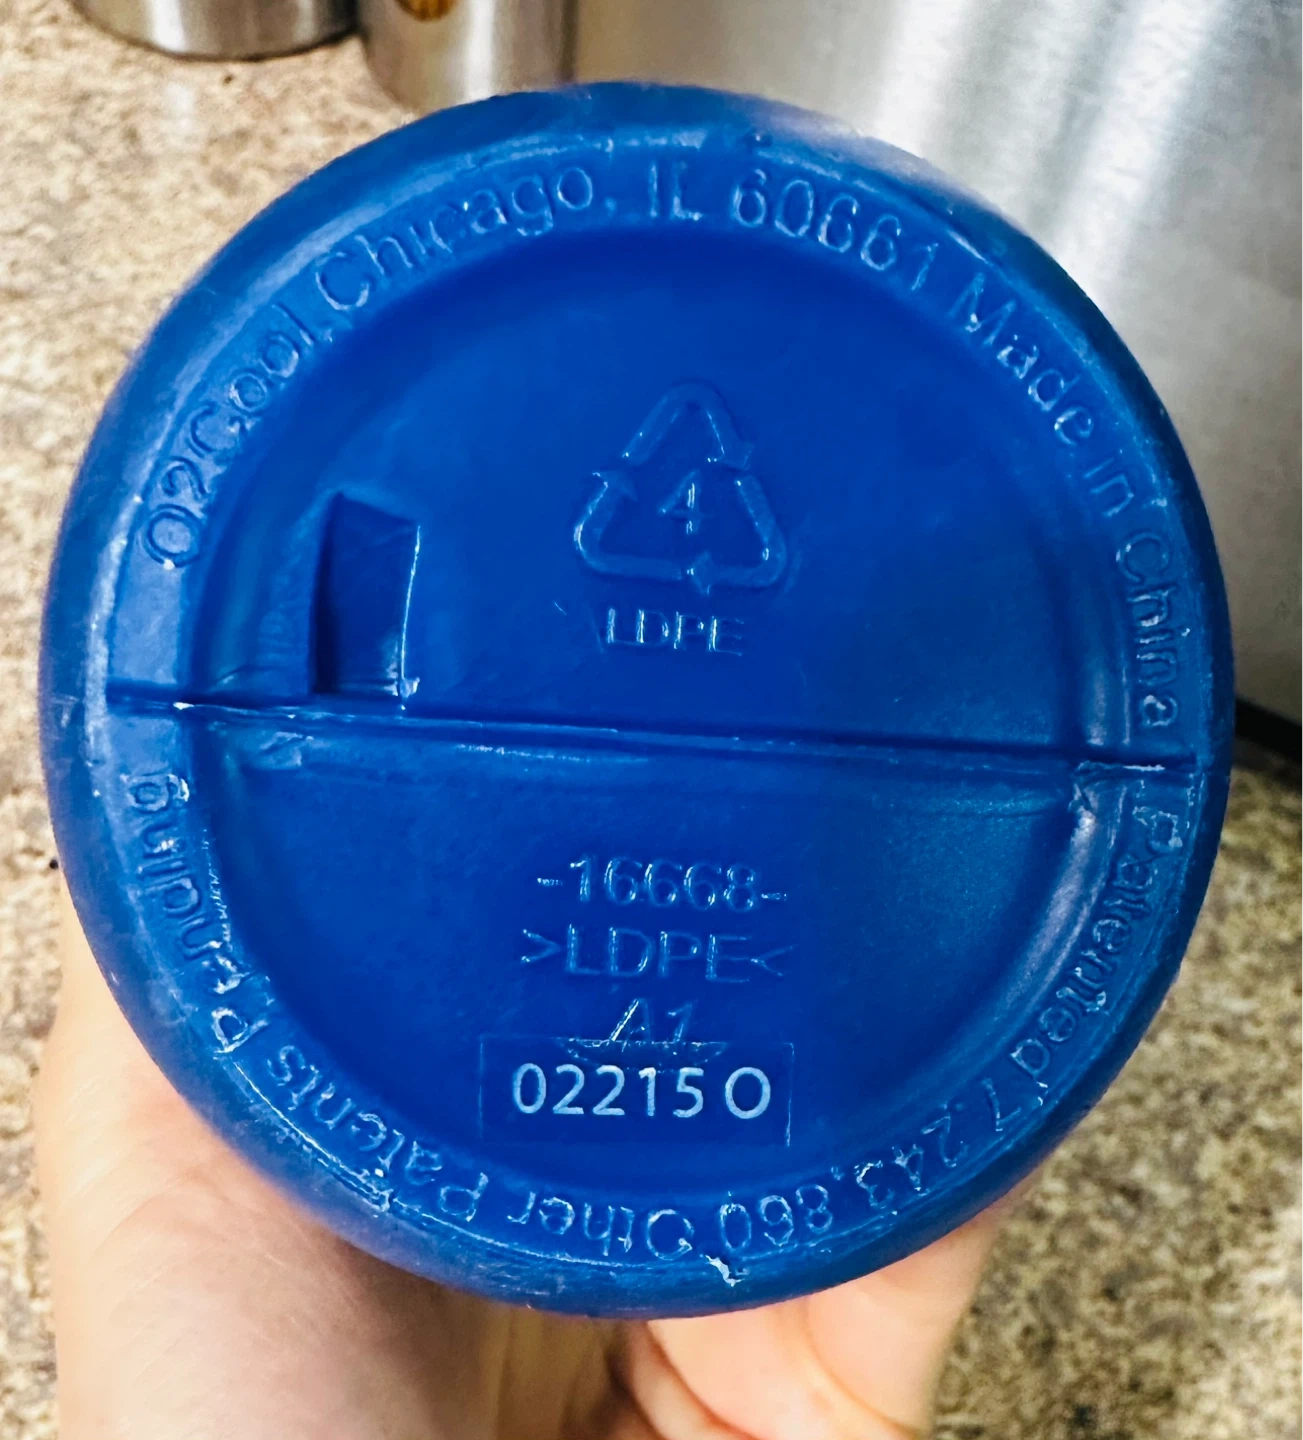 O2Cool, Chicago, IL 60661 Made in China
4
LDPE
-16668-
>LDPE<
A1
02215 O
Patented 7,243,860 Other Patents Pending